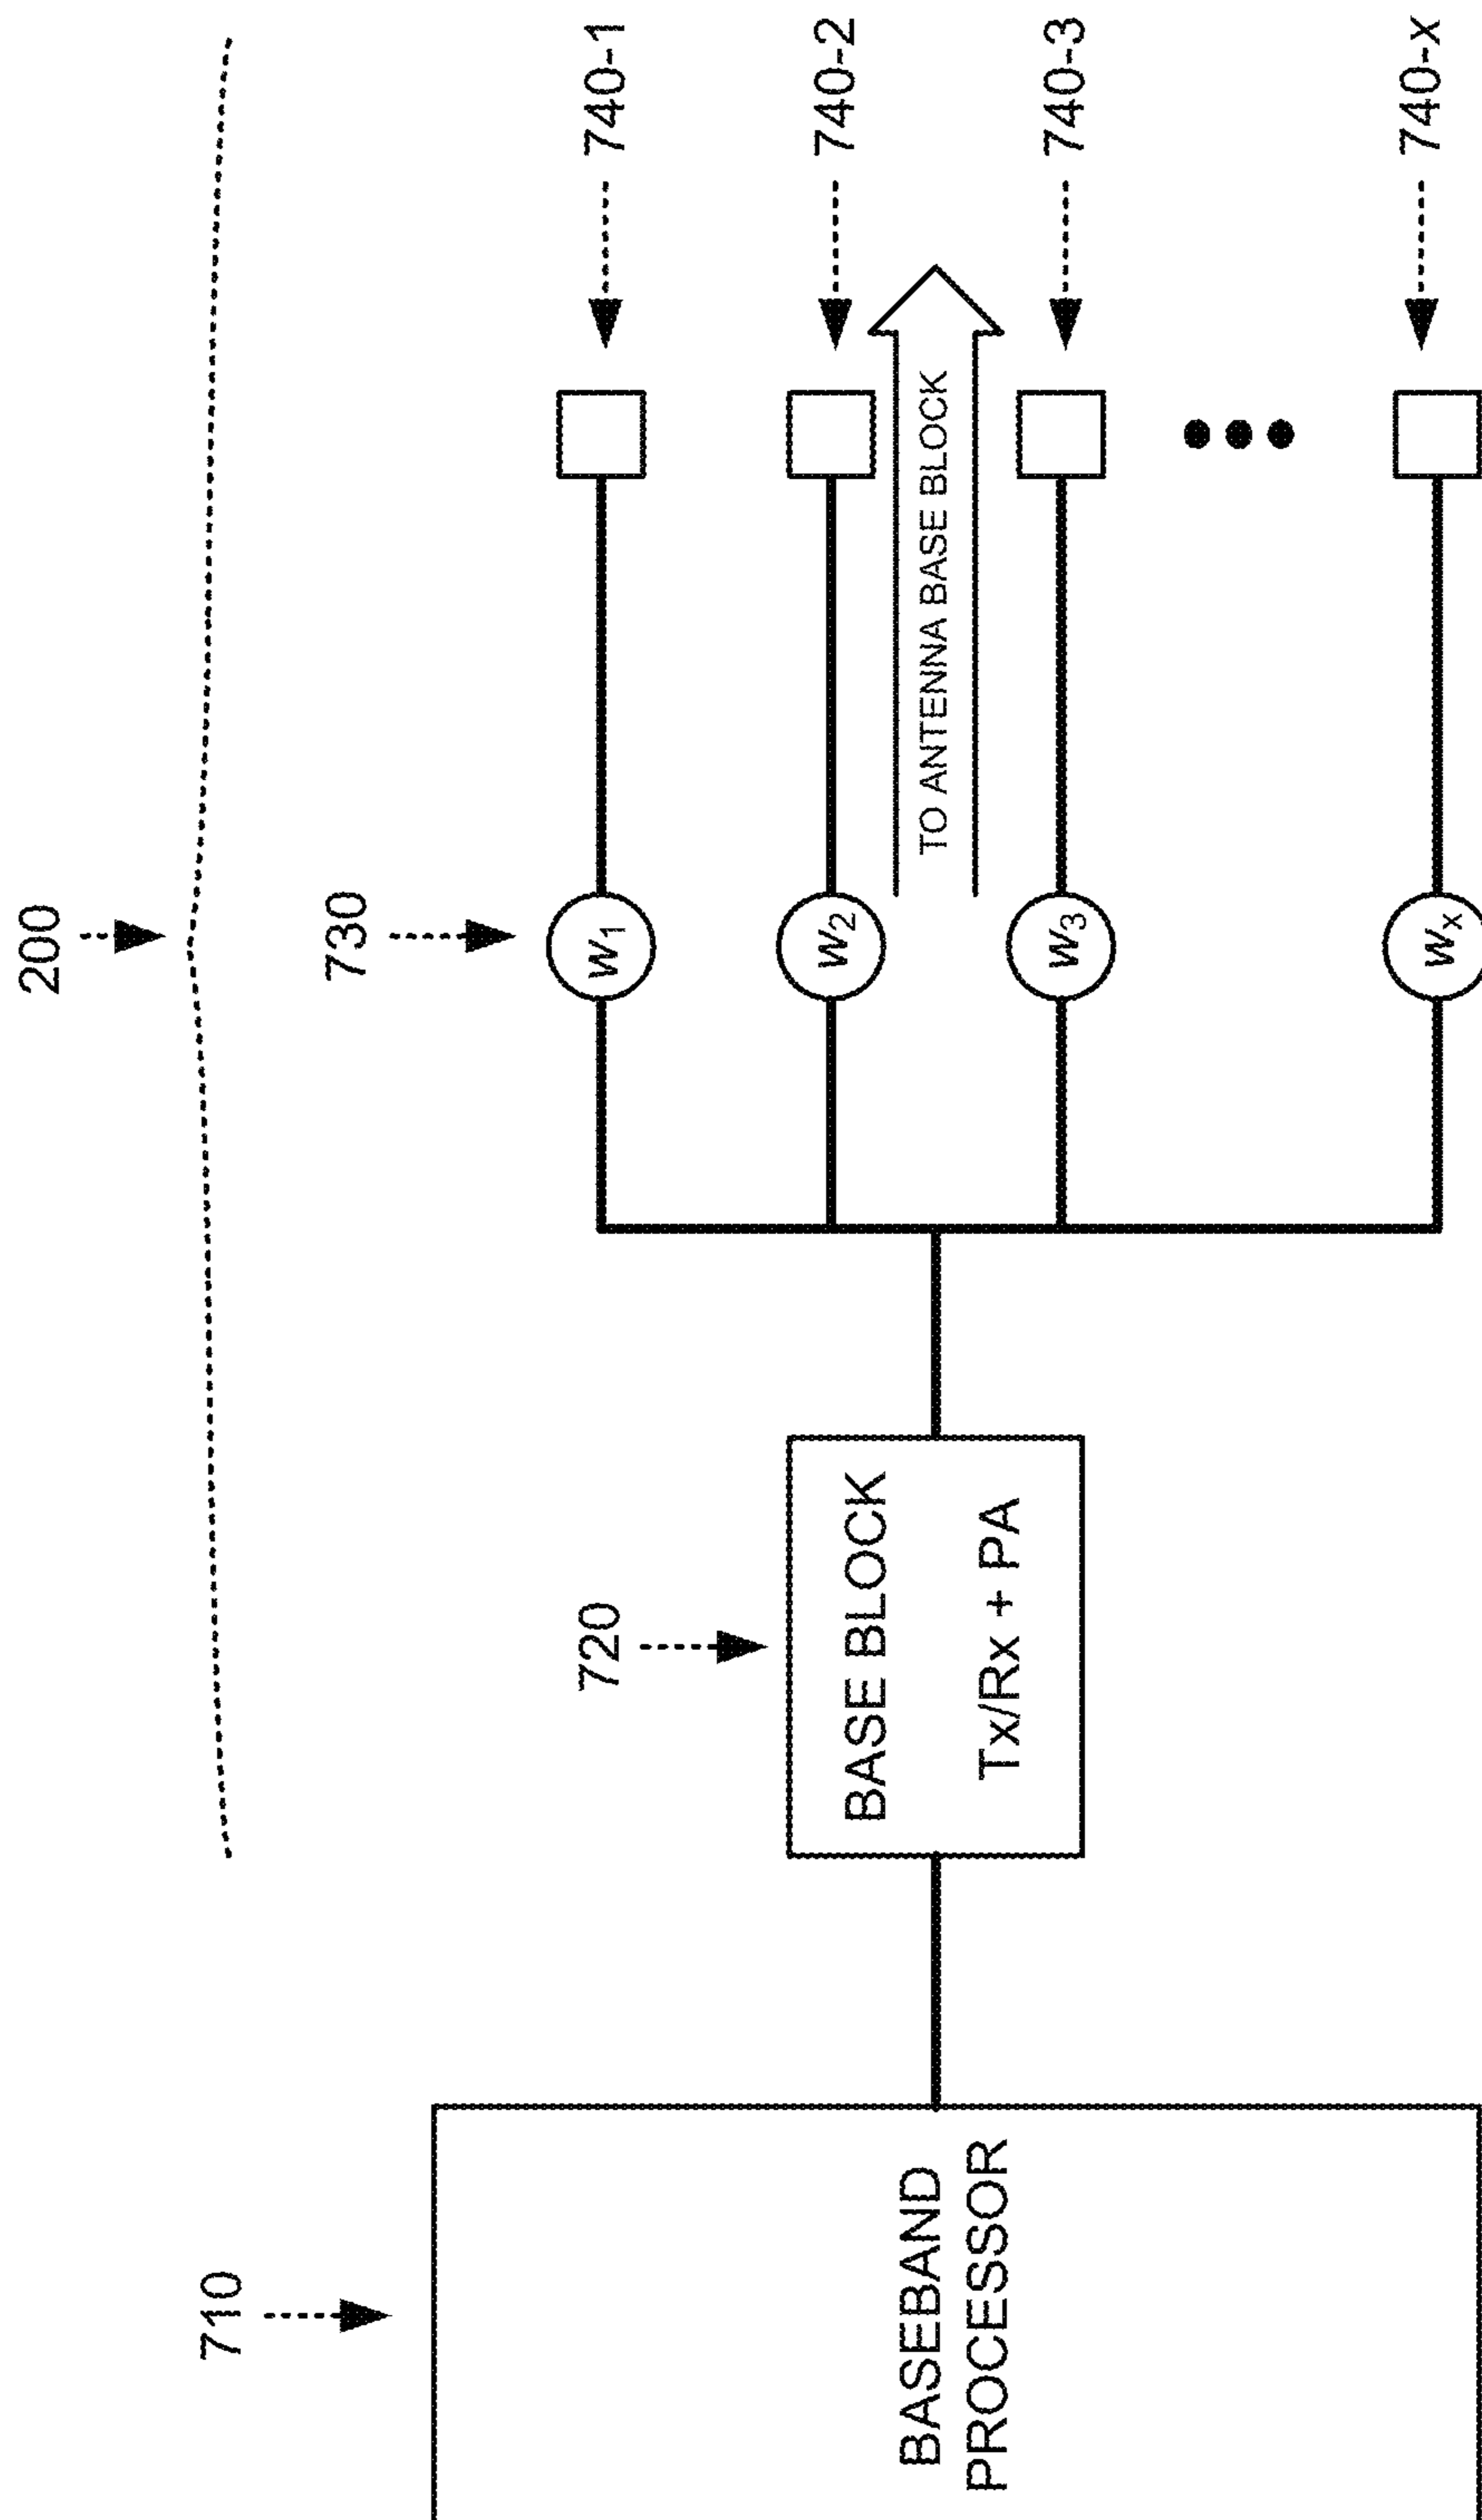 200
710
BASEBAND
PROCESSOR
720
BASE BLOCK
Tx/Rx + PA
730
w1
w2
w3
wx
TO ANTENNA BASE BLOCK
740-1
740-2
740-3
740-x